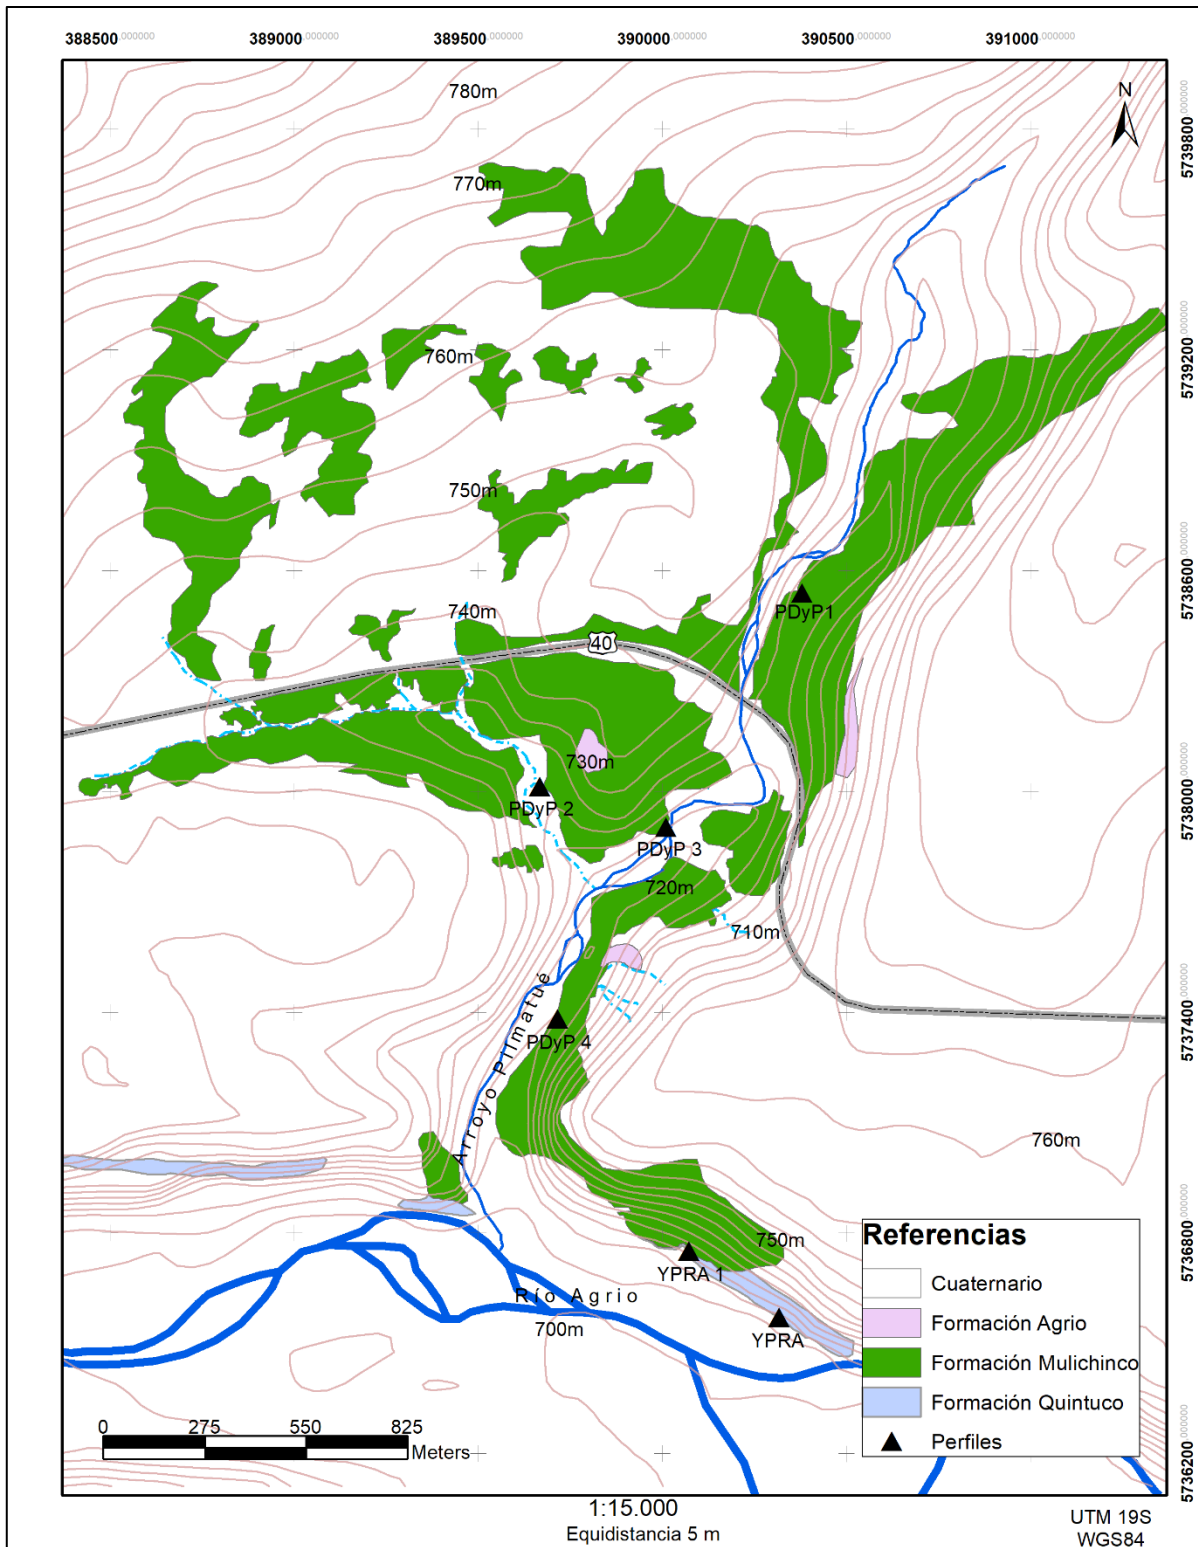 388500.000000 389000.000000 389500.000000 390000.000000 390500.000000 391000.000000
N
780m
5739800.000000
770m
760m
5739200.000000
750m
5738600.000000
PDyP1
740m
40
730m
PDyP 2
5738000.000000
PDyP 3
720m
710m
Arroyo Pilmatué
PDyP 4
5737400.000000
760m
750m
5736800.000000
YPRA 1
Río Agrio
700m
YPRA
Referencias
Cuaternario
Formación Agrio
Formación Mulichinco
Formación Quintuco
Perfiles
0 275 550 825
Meters
5736200.000000
1:15.000
Equidistancia 5 m
UTM 19S
WGS84